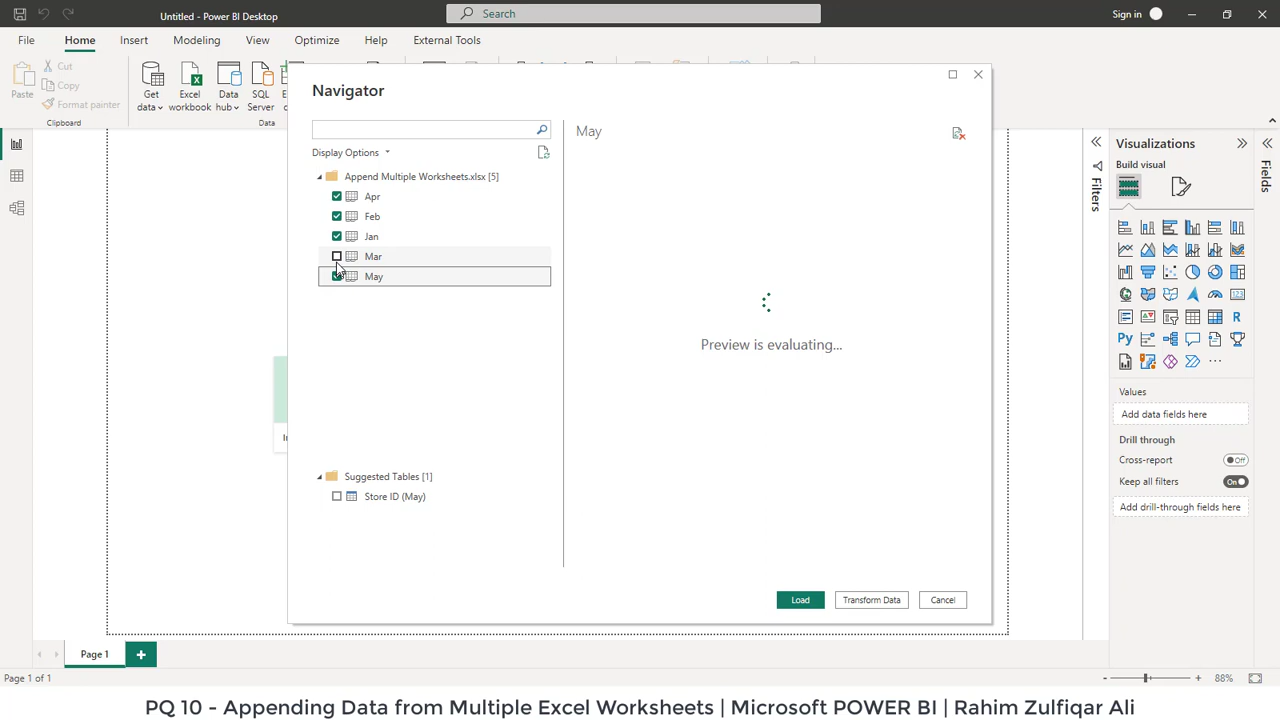 Untitled - Power BI Desktop
Search
Sign in
File
Home
Insert
Modeling
View
Optimize
Help
External Tools
Paste
Cut
Copy
Format painter
Clipboard
Get data
Excel workbook
Data hub
SQL Server
Data
Navigator
Display Options
Append Multiple Worksheets.xlsx [5]
Apr
Feb
Jan
Mar
May
Suggested Tables [1]
Store ID (May)
May
Preview is evaluating...
Load
Transform Data
Cancel
Filters
Visualizations
Build visual
R
Py
Values
Add data fields here
Drill through
Cross-report
Off
Keep all filters
On
Add drill-through fields here
Fields
Page 1
Page 1 of 1
88%
PQ 10 - Appending Data from Multiple Excel Worksheets | Microsoft POWER BI | Rahim Zulfiqar Ali